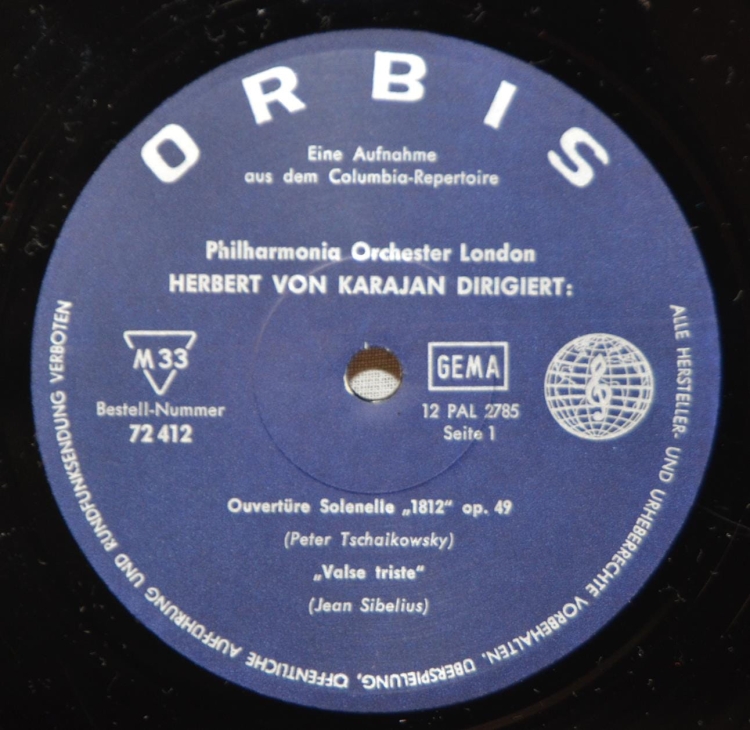 ORBIS
Eine Aufnahme
aus dem Columbia-Repertoire
Philharmonia Orchester London
HERBERT VON KARAJAN DIRIGIERT:
M 33
Bestell-Nummer
72 412
GEMA
12 PAL 2785
Seite 1
Ouvertüre Solenelle „1812“ op. 49
(Peter Tschaikowsky)
„Valse triste“
(Jean Sibelius)
ALLE HERSTELLER- UND URHEBERRECHTE VORBEHALTEN. ÜBERSPIELUNG, ÖFFENTLICHE AUFFÜHRUNG UND RUNDFUNKSENDUNG VERBOTEN